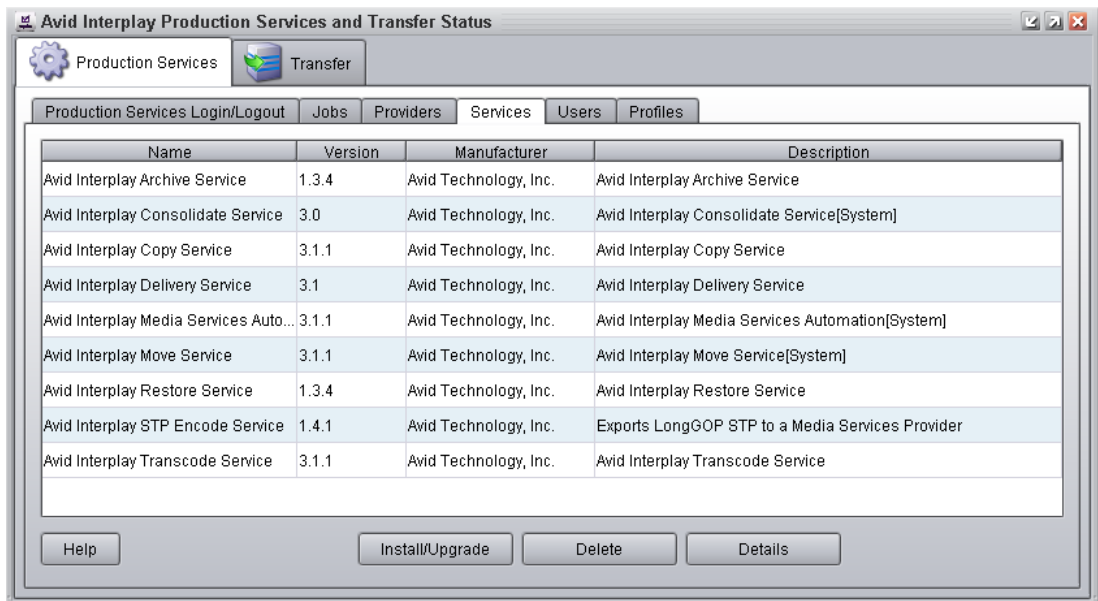 Avid Interplay Production Services and Transfer Status
Production Services Transfer
Production Services Login/Logout Jobs Providers Services Users Profiles
Name Version Manufacturer Description
Avid Interplay Archive Service 1.3.4 Avid Technology, Inc. Avid Interplay Archive Service
Avid Interplay Consolidate Service 3.0 Avid Technology, Inc. Avid Interplay Consolidate Service[System]
Avid Interplay Copy Service 3.1.1 Avid Technology, Inc. Avid Interplay Copy Service
Avid Interplay Delivery Service 3.1 Avid Technology, Inc. Avid Interplay Delivery Service
Avid Interplay Media Services Auto... 3.1.1 Avid Technology, Inc. Avid Interplay Media Services Automation[System]
Avid Interplay Move Service 3.1.1 Avid Technology, Inc. Avid Interplay Move Service[System]
Avid Interplay Restore Service 1.3.4 Avid Technology, Inc. Avid Interplay Restore Service
Avid Interplay STP Encode Service 1.4.1 Avid Technology, Inc. Exports LongGOP STP to a Media Services Provider
Avid Interplay Transcode Service 3.1.1 Avid Technology, Inc. Avid Interplay Transcode Service
Help Install/Upgrade Delete Details